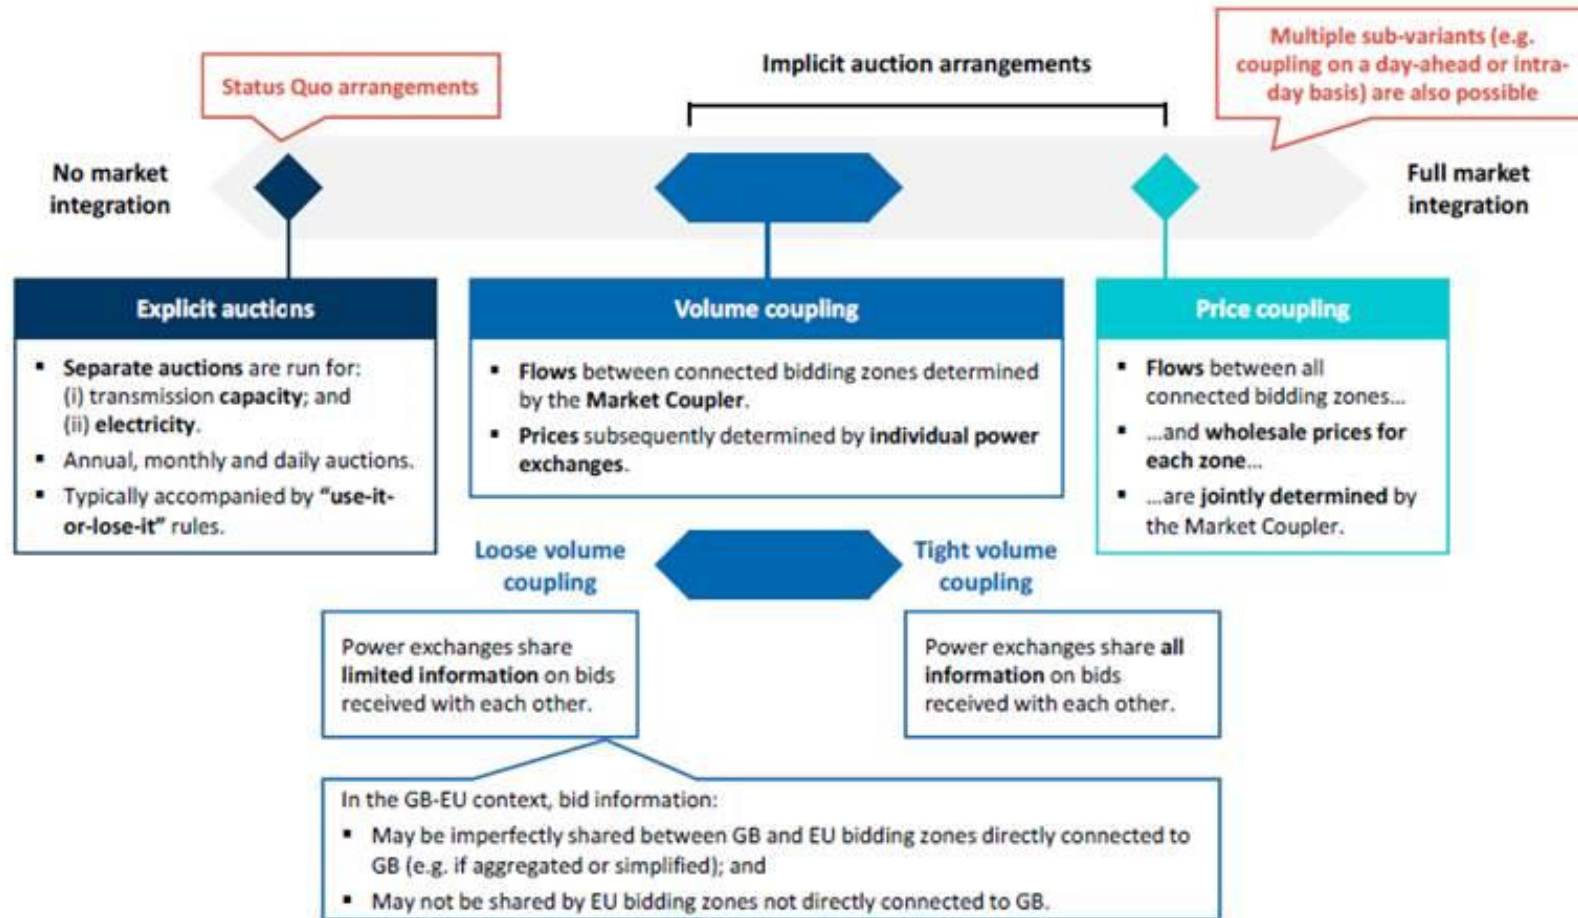 Status Quo arrangements
Implicit auction arrangements
Multiple sub-variants (e.g.
coupling on a day-ahead or intra-
day basis) are also possible
No market
integration
Full market
integration
Explicit auctions
▪ Separate auctions are run for:
(i) transmission capacity; and
(ii) electricity.
▪ Annual, monthly and daily auctions.
▪ Typically accompanied by “use-it-
or-lose-it” rules.
Volume coupling
▪ Flows between connected bidding zones determined
by the Market Coupler.
▪ Prices subsequently determined by individual power
exchanges.
Price coupling
▪ Flows between all
connected bidding zones...
▪ ...and wholesale prices for
each zone...
▪ ...are jointly determined by
the Market Coupler.
Loose volume
coupling
Tight volume
coupling
Power exchanges share
limited information on bids
received with each other.
Power exchanges share all
information on bids
received with each other.
In the GB-EU context, bid information:
▪ May be imperfectly shared between GB and EU bidding zones directly connected to
GB (e.g. if aggregated or simplified); and
▪ May not be shared by EU bidding zones not directly connected to GB.